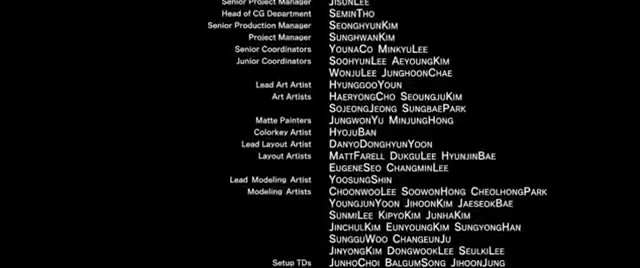 Senior Project Manager JISUNLEE
Head of CG Department SEMINTHO
Senior Production Manager SEONGHYUNKIM
Project Manager SUNGHWANKIM
Senior Coordinators YOUNACO MINKYULEE
Junior Coordinators SOOHYUNLEE AEYOUNGKIM
WONJULEE JUNGHOONCHAE
Lead Art Artist HYUNGGOOYOUN
Art Artists HAERYONGCHO SEOUNGJUKIM
SOJEONGJEONG SUNGBAEPARK
Matte Painters JUNGWONYU MINJUNGHONG
Colorkey Artist HYOJUBAN
Lead Layout Artist DANYODONGHYUNYOON
Layout Artists MATTFARELL DUKGULEE HYUNJINBAE
EUGENESEO CHANGMINLEE
Lead Modeling Artist YOOSUNGSHIN
Modeling Artists CHOONWOOLEE SOOWONHONG CHEOLHONGPARK
YOUNGJUNYOON JIHOONKIM JAESEOKBAE
SUNMILEE KIPYOKIM JUNHAKIM
JINCHULKIM EUNYOUNGKIM SUNGYONGHAN
SUNGGUWOO CHANGEUNJU
JINYONGKIM DONGWOOKLEE SEULKILEE
Setup TDs JUNHOCHOI BALGUMSONG JIHOONJUNG